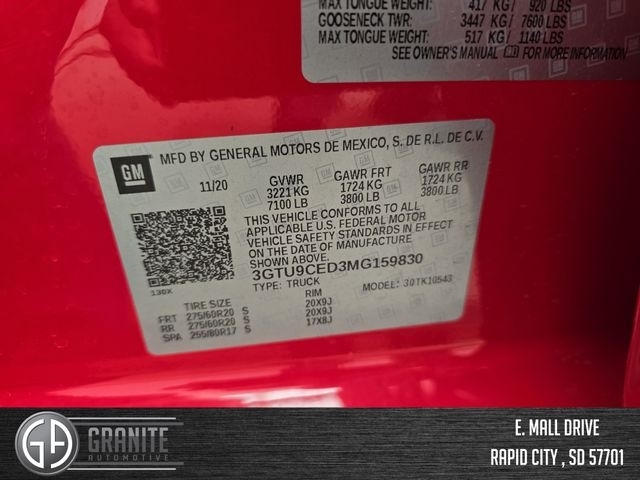 MAX TONGUE WEIGHT: 417 KG/ 920 LBS
GOOSENECK TWR: 3447 KG/ 7600 LBS
MAX TONGUE WEIGHT: 517 KG/ 1140 LBS
SEE OWNER'S MANUAL FOR MORE INFORMATION
GM
MFD BY GENERAL MOTORS DE MEXICO, S. DE R.L. DE C.V.
11/20 GVWR GAWR FRT GAWR RR
3221 KG 1724 KG 1724 KG
7100 LB 3800 LB 3800 LB
THIS VEHICLE CONFORMS TO ALL
APPLICABLE U.S. FEDERAL MOTOR
VEHICLE SAFETY STANDARDS IN
EFFECT ON THE DATE OF
MANUFACTURE SHOWN ABOVE.
3GTU9CED3MG159830
TYPE: TRUCK MODEL: 30TK10543
130X
TIRE SIZE RIM
FRT 275/60R20 S 20X9J
RR 275/60R20 S 20X9J
SPA 255/80R17 S 17X8J
GA GRANITE
AUTOMOTIVE
E. MALL DRIVE
RAPID CITY , SD 57701